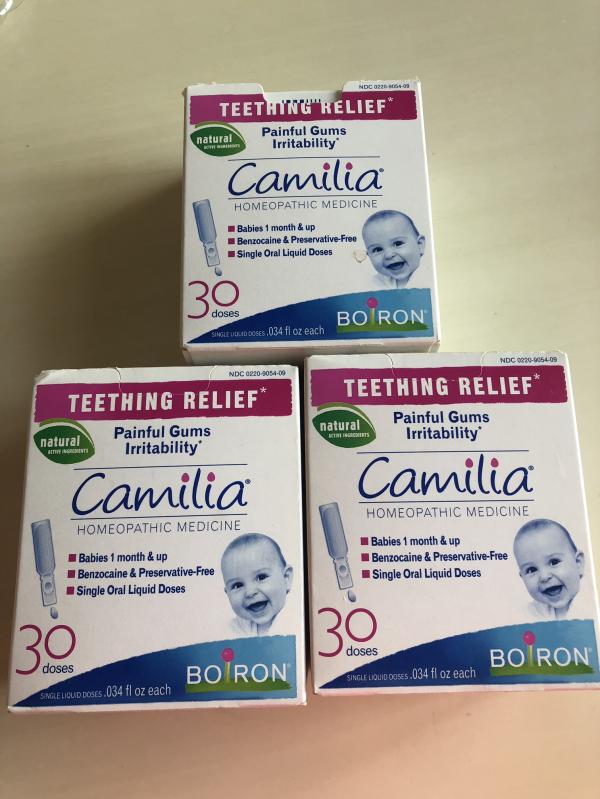 NDC 0220-9054-09
TEETHING RELIEF*
natural
ACTIVE INGREDIENTS
Painful Gums
Irritability*
Camilia®
HOMEOPATHIC MEDICINE
Babies 1 month & up
Benzocaine & Preservative-Free
Single Oral Liquid Doses
30
doses
SINGLE LIQUID DOSES .034 fl oz each
BOIRON®
NDC 0220-9054-09
TEETHING RELIEF*
natural
ACTIVE INGREDIENTS
Painful Gums
Irritability*
Camilia®
HOMEOPATHIC MEDICINE
Babies 1 month & up
Benzocaine & Preservative-Free
Single Oral Liquid Doses
30
doses
SINGLE LIQUID DOSES .034 fl oz each
BOIRON®
NDC 0220-9054-09
TEETHING RELIEF*
natural
ACTIVE INGREDIENTS
Painful Gums
Irritability*
Camilia®
HOMEOPATHIC MEDICINE
Babies 1 month & up
Benzocaine & Preservative-Free
Single Oral Liquid Doses
30
doses
SINGLE LIQUID DOSES .034 fl oz each
BOIRON®